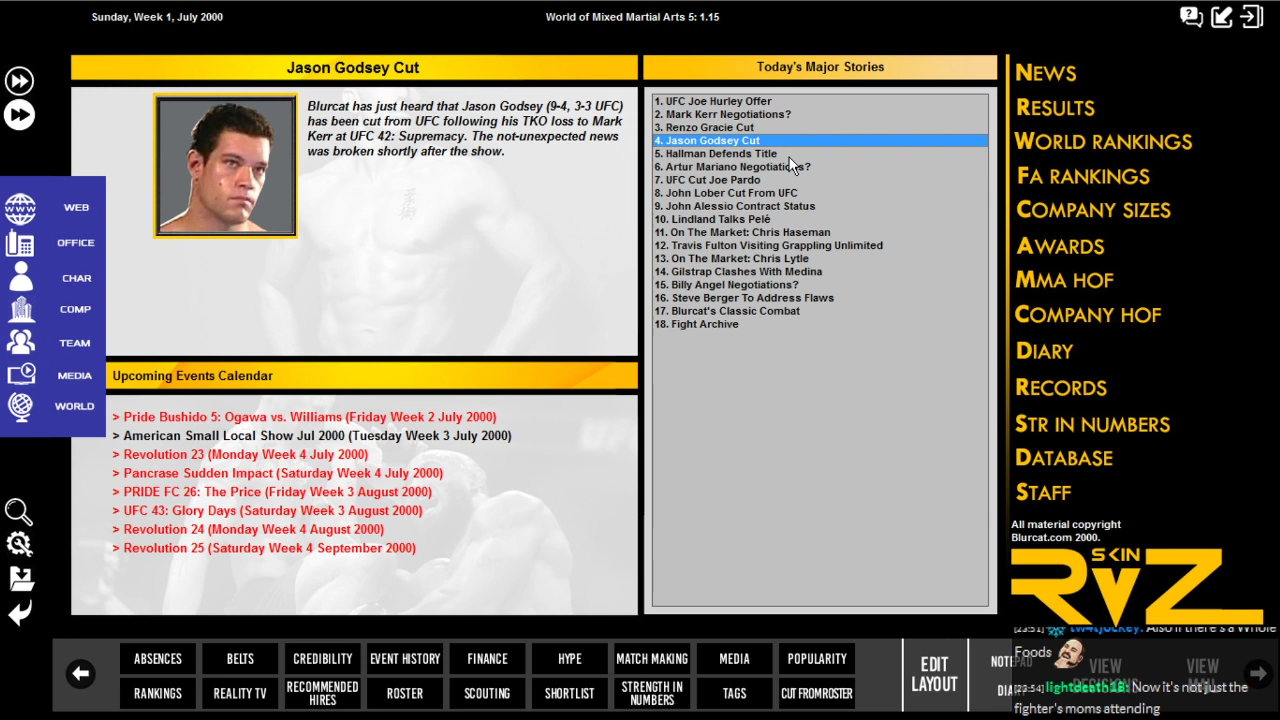 Sunday, Week 1, July 2000
World of Mixed Martial Arts 5: 1.15
Jason Godsey Cut
Blurcat has just heard that Jason Godsey (9-4, 3-3 UFC)
has been cut from UFC following his TKO loss to Mark
Kerr at UFC 42: Supremacy. The not-unexpected news
was broken shortly after the show.
Today's Major Stories
1. UFC Joe Hurley Offer
2. Mark Kerr Negotiations?
3. Renzo Gracie Cut
4. Jason Godsey Cut
5. Hallman Defends Title
6. Artur Mariano Negotiations?
7. UFC Cut Joe Pardo
8. John Lober Cut From UFC
9. John Alessio Contract Status
10. Lindland Talks Pelé
11. On The Market: Chris Haseman
12. Travis Fulton Visiting Grappling Unlimited
13. On The Market: Chris Lytle
14. Gilstrap Clashes With Medina
15. Billy Angel Negotiations?
16. Steve Berger To Address Flaws
17. Blurcat's Classic Combat
18. Fight Archive
WEB
OFFICE
CHAR
COMP
TEAM
MEDIA
WORLD
Upcoming Events Calendar
> Pride Bushido 5: Ogawa vs. Williams (Friday Week 2 July 2000)
> American Small Local Show Jul 2000 (Tuesday Week 3 July 2000)
> Revolution 23 (Monday Week 4 July 2000)
> Pancrase Sudden Impact (Saturday Week 4 July 2000)
> PRIDE FC 26: The Price (Friday Week 3 August 2000)
> UFC 43: Glory Days (Saturday Week 3 August 2000)
> Revolution 24 (Monday Week 4 August 2000)
> Revolution 25 (Saturday Week 4 September 2000)
NEWS
RESULTS
WORLD RANKINGS
FA RANKINGS
COMPANY SIZES
AWARDS
MMA HOF
COMPANY HOF
DIARY
RECORDS
STR IN NUMBERS
DATABASE
STAFF
All material copyright
Blurcat.com 2000.
SKIN
RVZ
ABSENCES BELTS CREDIBILITY EVENT HISTORY FINANCE HYPE MATCH MAKING MEDIA POPULARITY
RANKINGS REALITY TV RECOMMENDED HIRES ROSTER SCOUTING SHORTLIST STRENGTH IN NUMBERS TAGS CUT FROM ROSTER
EDIT
LAYOUT
VIEW
[23:51] tw4tjockey: Also if there's a Whole
Foods
[23:54] lightdeath18: Now it's not just the
fighter's moms attending